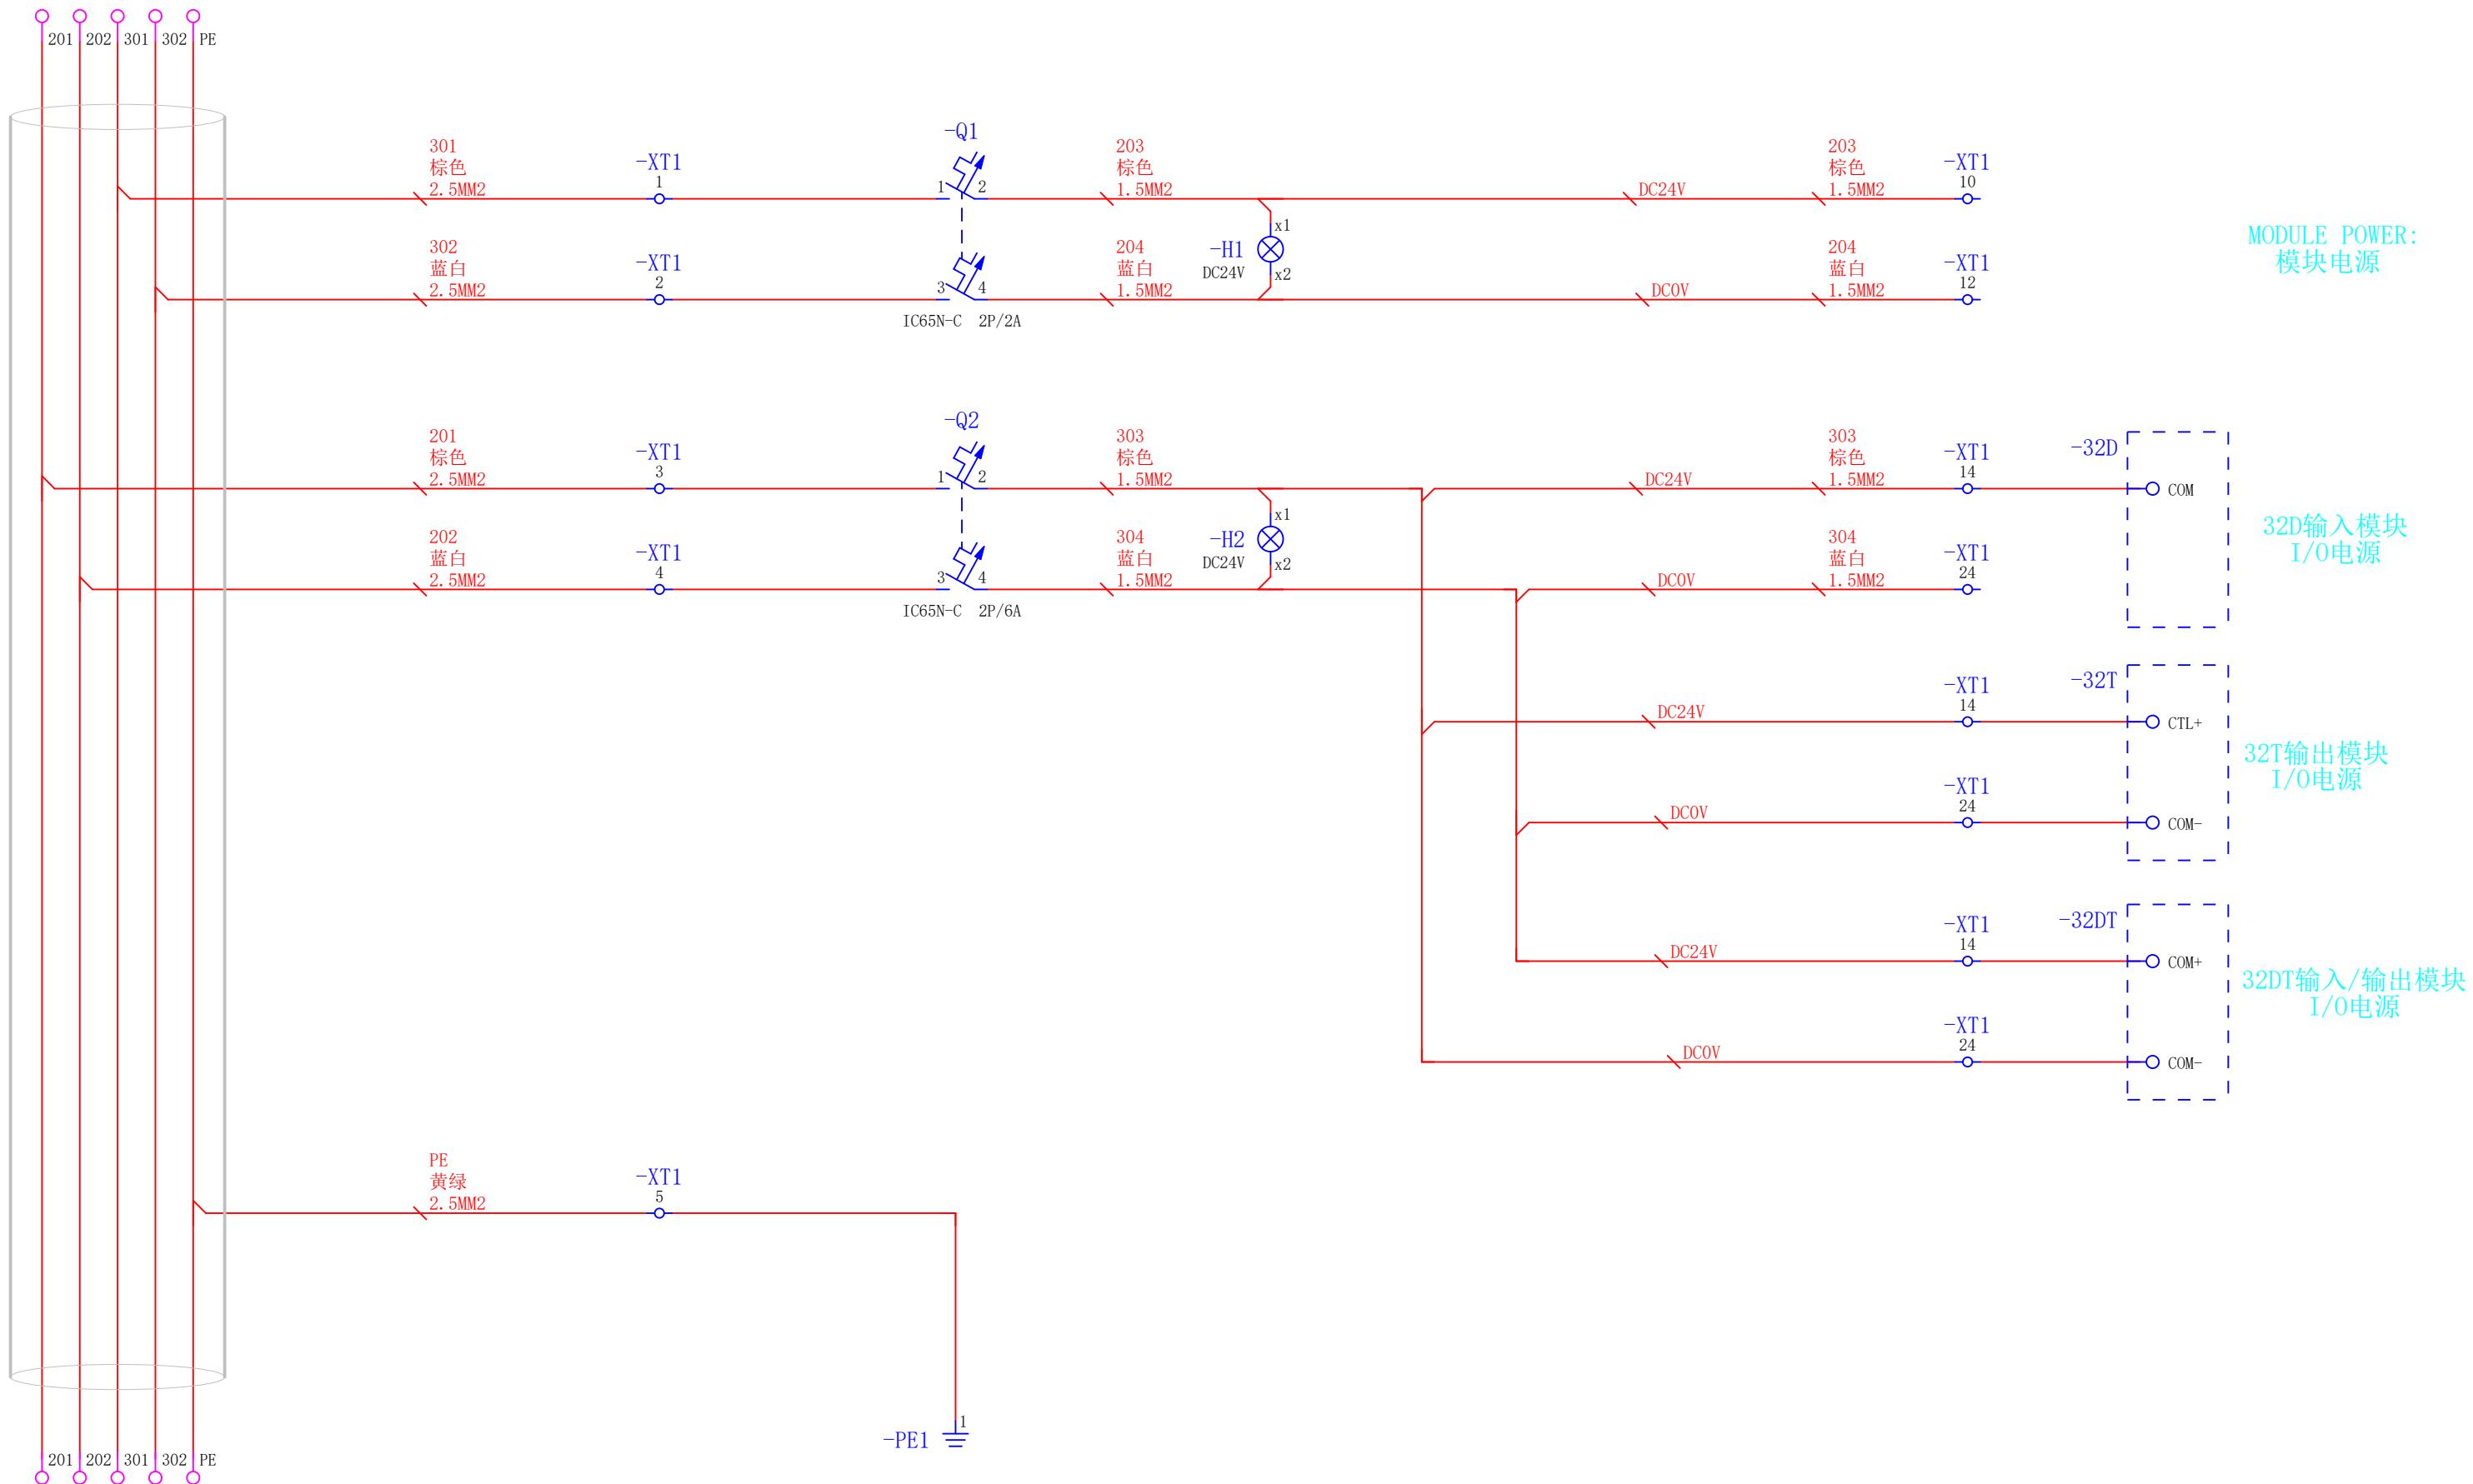 201 202 301 302 PE
301
棕色
2.5MM2
-XT1
1
-Q1
1 2
203
棕色
1.5MM2
DC24V
203
棕色
1.5MM2
-XT1
10
x1
-H1
DC24V
x2
MODULE POWER:
模块电源
302
蓝白
2.5MM2
-XT1
2
3 4
IC65N-C 2P/2A
204
蓝白
1.5MM2
DC0V
204
蓝白
1.5MM2
-XT1
12
201
棕色
2.5MM2
-XT1
3
-Q2
1 2
303
棕色
1.5MM2
DC24V
303
棕色
1.5MM2
-XT1
14
-32D
COM
x1
-H2
DC24V
x2
32D输入模块
I/O电源
202
蓝白
2.5MM2
-XT1
4
3 4
IC65N-C 2P/6A
304
蓝白
1.5MM2
DC0V
304
蓝白
1.5MM2
-XT1
24
DC24V
-XT1
14
-32T
CTL+
32T输出模块
I/O电源
DC0V
-XT1
24
COM-
DC24V
-XT1
14
-32DT
COM+
32DT输入/输出模块
I/O电源
DC0V
-XT1
24
COM-
PE
黄绿
2.5MM2
-XT1
5
1
-PE1
201 202 301 302 PE